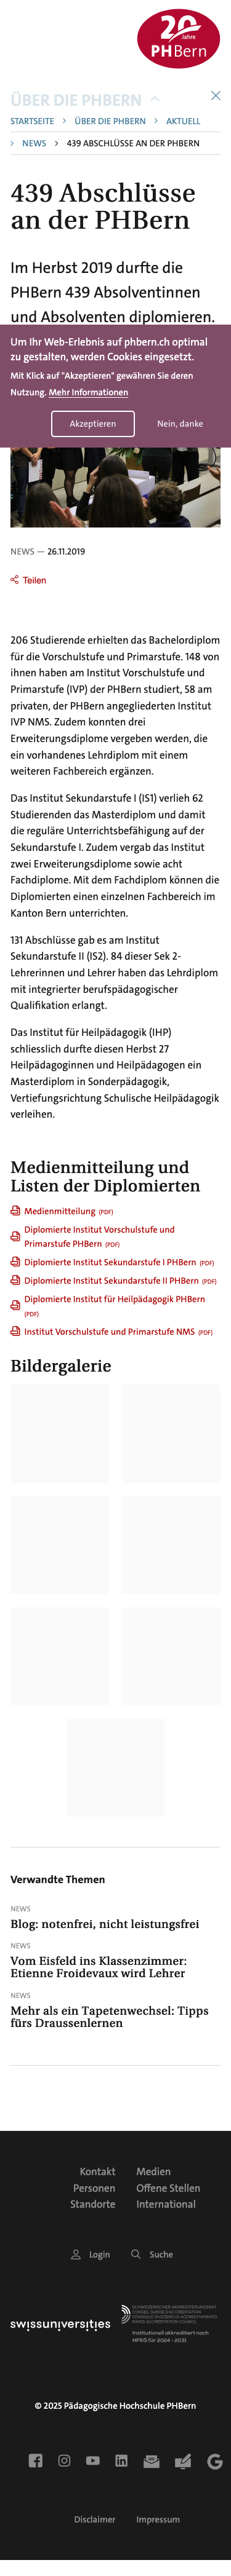 20
Jahre
PHBern
ÜBER DIE PHBERN
STARTSEITE > ÜBER DIE PHBERN > AKTUELL
> NEWS > 439 ABSCHLÜSSE AN DER PHBERN
439 Abschlüsse
an der PHBern
Im Herbst 2019 durfte die
PHBern 439 Absolventinnen
und Absolventen diplomieren.
Um Ihr Web-Erlebnis auf phbern.ch optimal
zu gestalten, werden Cookies eingesetzt.
Mit Klick auf "Akzeptieren" gewähren Sie deren
Nutzung. Mehr Informationen
Akzeptieren Nein, danke
NEWS — 26.11.2019
Teilen
206 Studierende erhielten das Bachelordiplom
für die Vorschulstufe und Primarstufe. 148 von
ihnen haben am Institut Vorschulstufe und
Primarstufe (IVP) der PHBern studiert, 58 am
privaten, der PHBern angegliederten Institut
IVP NMS. Zudem konnten drei
Erweiterungsdiplome vergeben werden, die
ein vorhandenes Lehrdiplom mit einem
weiteren Fachbereich ergänzen.
Das Institut Sekundarstufe I (IS1) verlieh 62
Studierenden das Masterdiplom und damit
die reguläre Unterrichtsbefähigung auf der
Sekundarstufe I. Zudem vergab das Institut
zwei Erweiterungsdiplome sowie acht
Fachdiplome. Mit dem Fachdiplom können die
Diplomierten einen einzelnen Fachbereich im
Kanton Bern unterrichten.
131 Abschlüsse gab es am Institut
Sekundarstufe II (IS2). 84 dieser Sek 2-
Lehrerinnen und Lehrer haben das Lehrdiplom
mit integrierter berufspädagogischer
Qualifikation erlangt.
Das Institut für Heilpädagogik (IHP)
schliesslich durfte diesen Herbst 27
Heilpädagoginnen und Heilpädagogen ein
Masterdiplom in Sonderpädagogik,
Vertiefungsrichtung Schulische Heilpädagogik
verleihen.
Medienmitteilung und
Listen der Diplomierten
Medienmitteilung (PDF)
Diplomierte Institut Vorschulstufe und
Primarstufe PHBern (PDF)
Diplomierte Institut Sekundarstufe I PHBern (PDF)
Diplomierte Institut Sekundarstufe II PHBern (PDF)
Diplomierte Institut für Heilpädagogik PHBern
(PDF)
Institut Vorschulstufe und Primarstufe NMS (PDF)
Bildergalerie
Verwandte Themen
NEWS
Blog: notenfrei, nicht leistungsfrei
NEWS
Vom Eisfeld ins Klassenzimmer:
Etienne Froidevaux wird Lehrer
NEWS
Mehr als ein Tapetenwechsel: Tipps
fürs Draussenlernen
Kontakt Medien
Personen Offene Stellen
Standorte International
Login Suche
swissuniversities
SCHWEIZERISCHER AKKREDITIERUNGSRAT
CONSEIL SUISSE D'ACCRÉDITATION
CONSIGLIO SVIZZERO DI ACCREDITAMENTO
SWISS ACCREDITATION COUNCIL
Institutionell akkreditiert nach
HFKG für 2024 - 2031
© 2025 Pädagogische Hochschule PHBern
Disclaimer Impressum